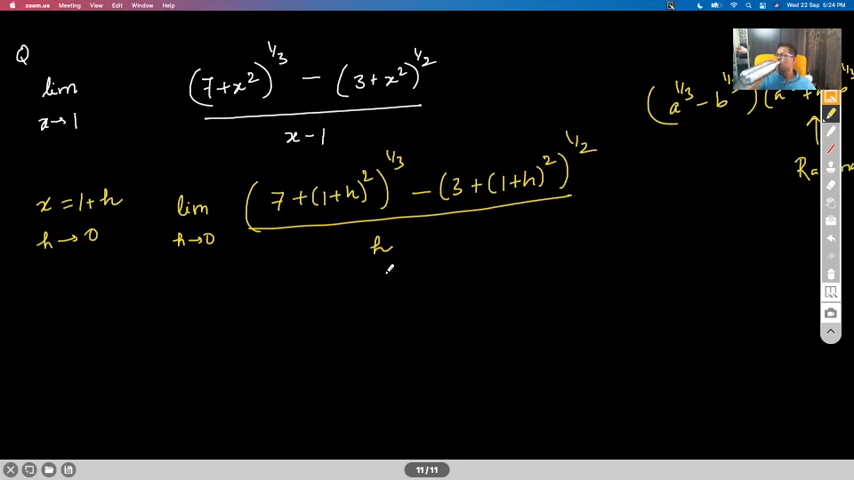 zoom.us Meeting View Edit Window Help Wed 22 Sep 5:24 PM
Q
lim x→1 ((7+x²)^1/3 − (3+x²)^1/2) / (x−1)
(a^1/3 − b^1/3)(a
x = 1+h
h→0
lim h→0 ((7+(1+h)²)^1/3 − (3+(1+h)²)^1/2) / h
11/11